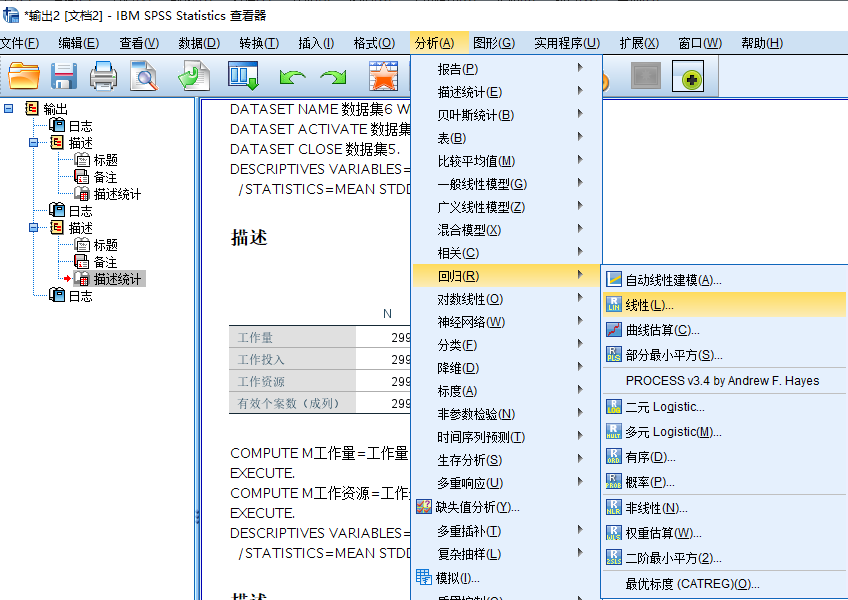 *输出2 [文档2] - IBM SPSS Statistics 查看器
文件(F) 编辑(E) 查看(V) 数据(D) 转换(T) 插入(I) 格式(O) 分析(A) 图形(G) 实用程序(U) 扩展(X) 窗口(W) 帮助(H)
输出
日志
描述
标题
备注
描述统计
日志
描述
标题
备注
描述统计
日志
DATASET NAME 数据集6 W
DATASET ACTIVATE 数据集
DATASET CLOSE 数据集5.
DESCRIPTIVES VARIABLES=
/STATISTICS=MEAN STDD
描述
N
工作量 299
工作投入 299
工作资源 299
有效个案数（成列） 299
COMPUTE M工作量=工作量
EXECUTE.
COMPUTE M工作资源=工作
EXECUTE.
DESCRIPTIVES VARIABLES=
/STATISTICS=MEAN STDD
描述
报告(P)
描述统计(E)
贝叶斯统计(B)
表(B)
比较平均值(M)
一般线性模型(G)
广义线性模型(Z)
混合模型(X)
相关(C)
回归(R)
对数线性(O)
神经网络(W)
分类(F)
降维(D)
标度(A)
非参数检验(N)
时间序列预测(T)
生存分析(S)
多重响应(U)
缺失值分析(Y)...
多重插补(T)
复杂抽样(L)
模拟(I)...
质量控制(Q)
自动线性建模(A)...
线性(L)...
曲线估算(C)...
部分最小平方(S)...
PROCESS v3.4 by Andrew F. Hayes
二元 Logistic...
多元 Logistic(M)...
有序(D)...
概率(P)...
非线性(N)...
权重估算(W)...
二阶最小平方(2)...
最优标度 (CATREG)(O)...